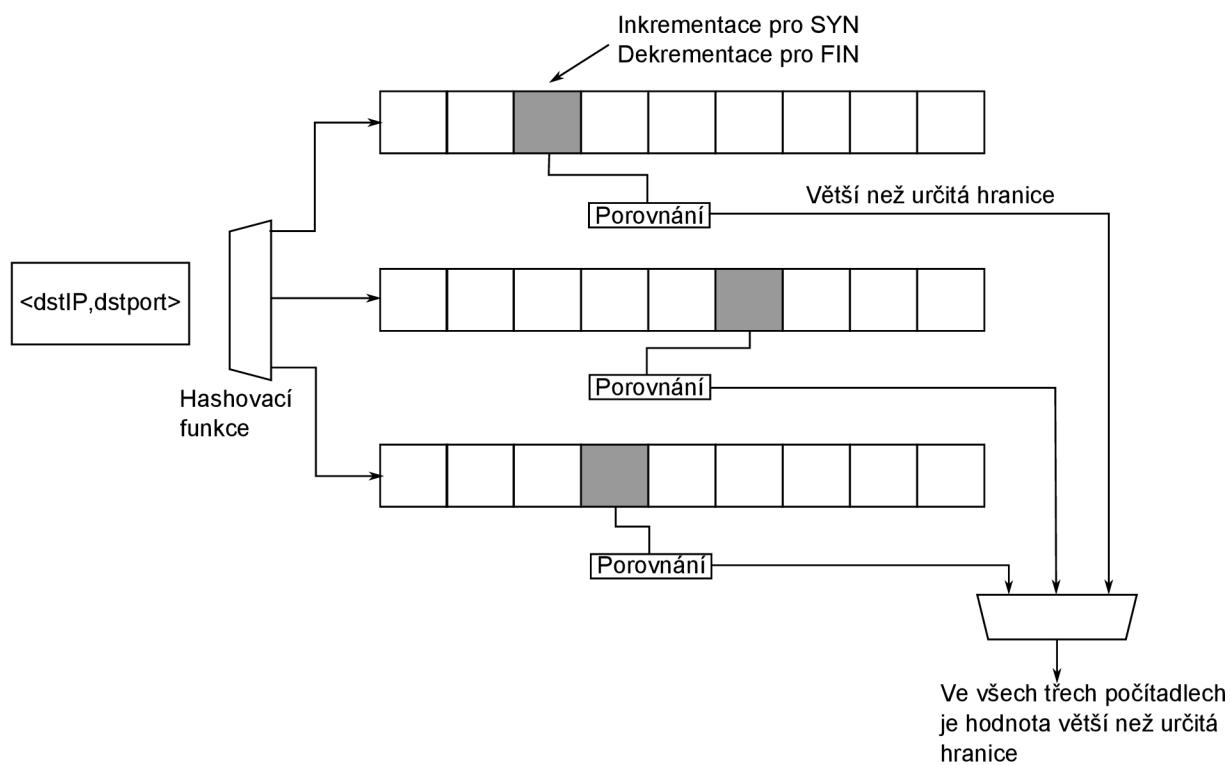 Inkrementace pro SYN
Dekrementace pro FIN
Větší než určitá hranice
Porovnání
<dstIP,dstport>
Porovnání
Hashovací
funkce
Porovnání
Ve všech třech počítadlech
je hodnota větší než určitá
hranice